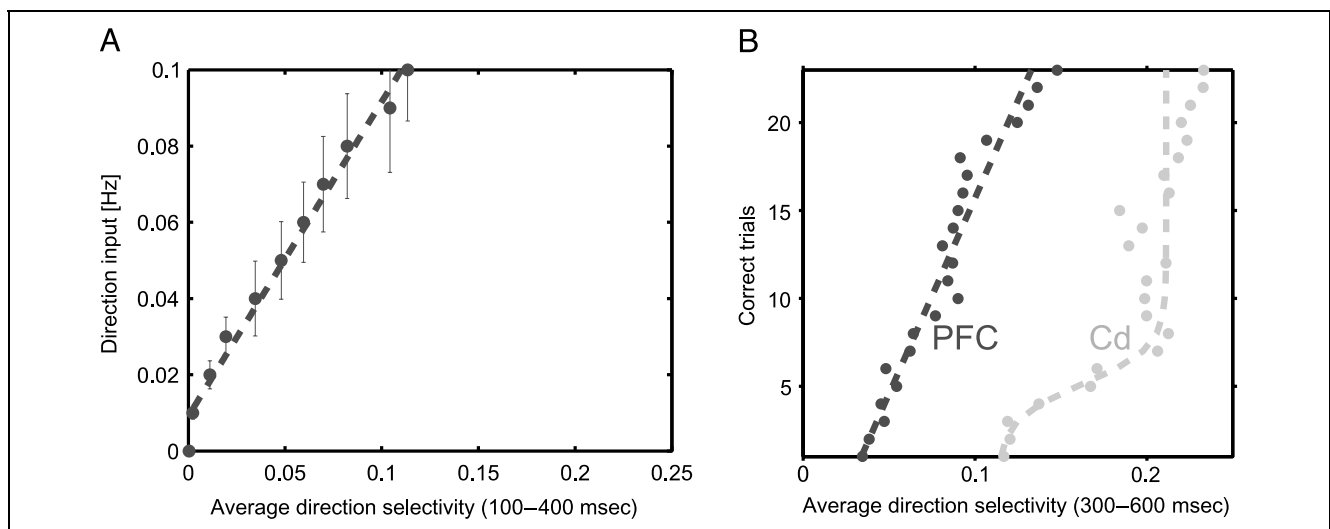 A
Direction input [Hz]
0.1
0.08
0.06
0.04
0.02
0
0 0.05 0.1 0.15 0.2 0.25
Average direction selectivity (100–400 msec)
B
Correct trials
20
15
10
5
PFC
Cd
0 0.1 0.2
Average direction selectivity (300–600 msec)